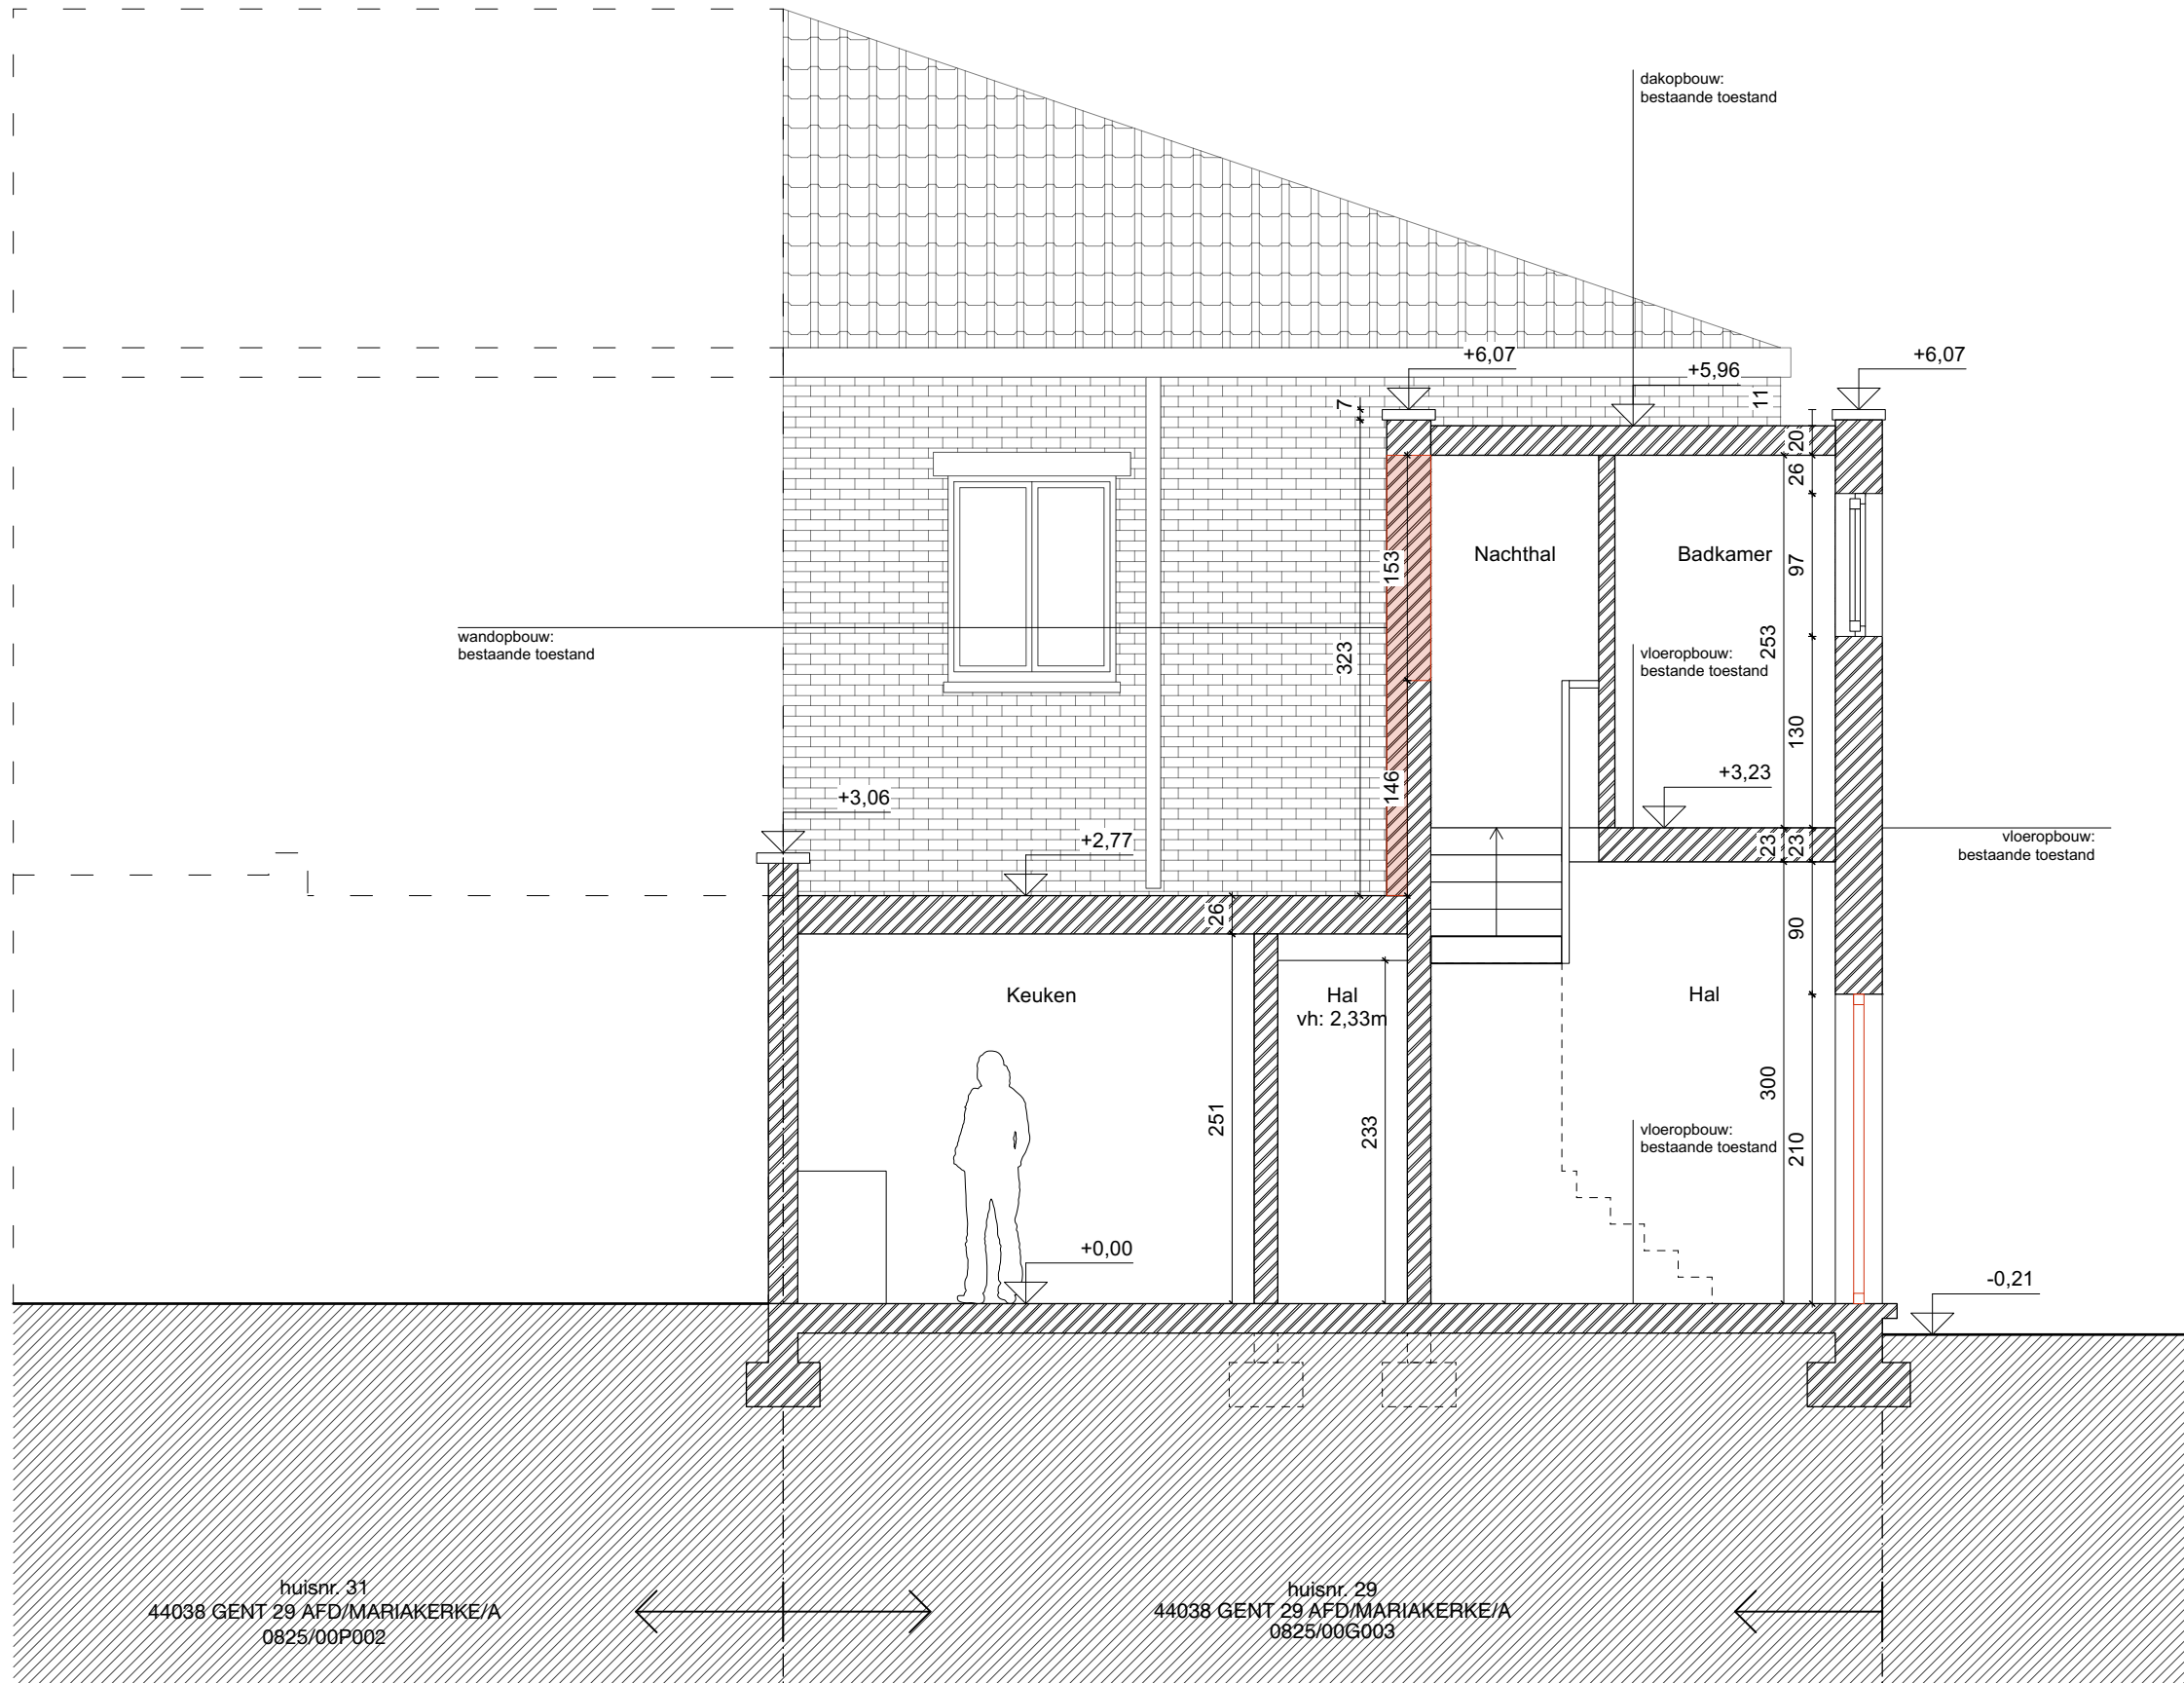 dakopbouw:
bestaande toestand
+6,07
+5,96
+6,07
7
11
20
26
153
Nachthal
Badkamer
97
wandopbouw:
bestaande toestand
323
vloeropbouw:
bestande toestand
253
130
146
+3,23
+3,06
+2,77
23
23
vloeropbouw:
bestaande toestand
26
90
Keuken
Hal
vh: 2,33m
Hal
251
233
300
vloeropbouw:
bestaande toestand
210
+0,00
-0,21
huisnr. 31
44038 GENT 29 AFD/MARIAKERKE/A
0825/00P002
huisnr. 29
44038 GENT 29 AFD/MARIAKERKE/A
0825/00G003